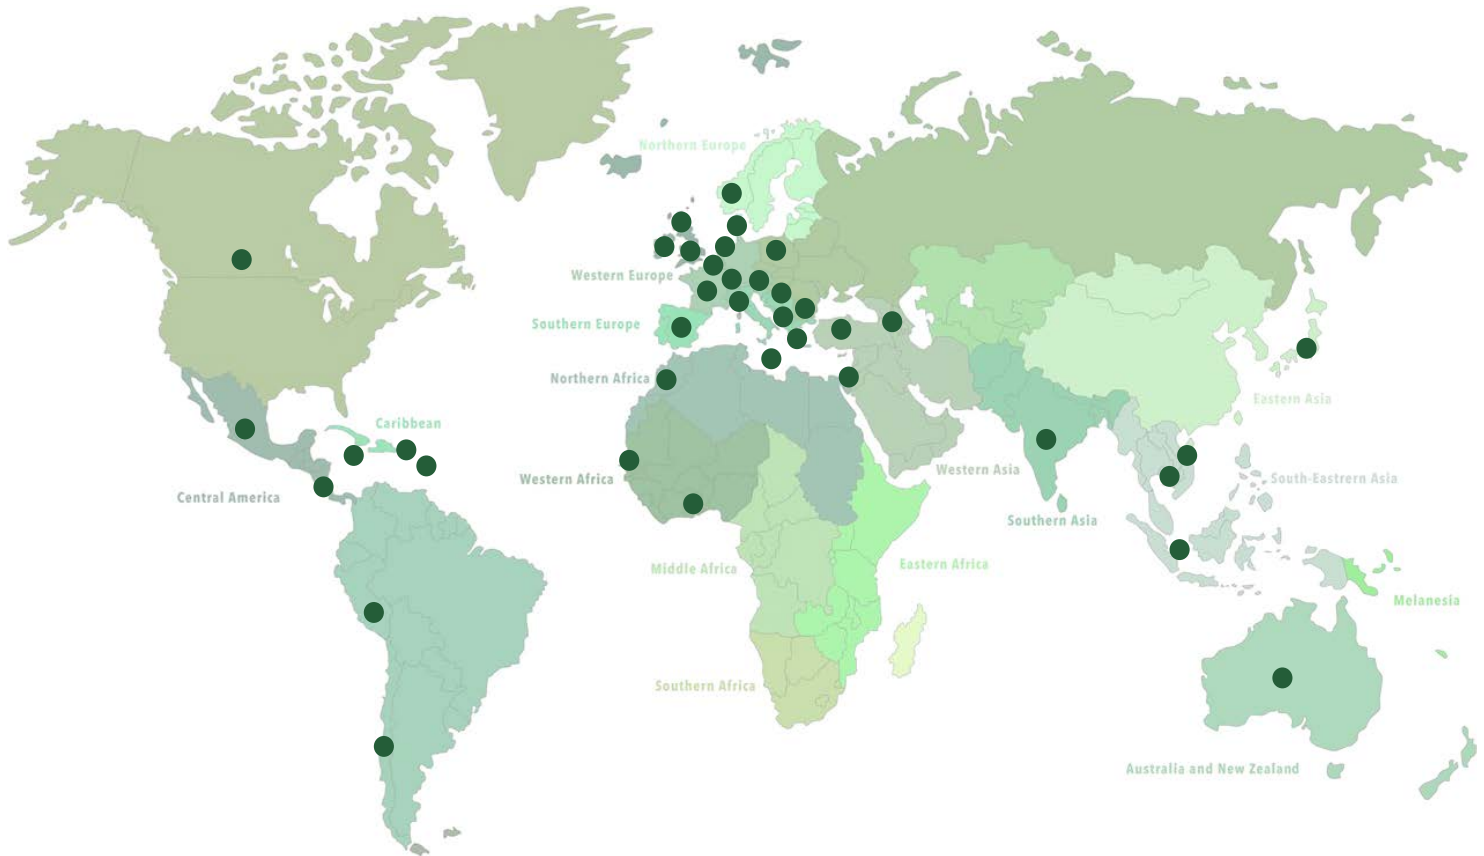 Northern Europe
Western Europe
Southern Europe
Northern Africa
Caribbean
Eastern Asia
Western Asia
Western Africa
South-Eastrern Asia
Central America
Southern Asia
Middle Africa
Eastern Africa
Melanesia
Southern Africa
Australia and New Zealand